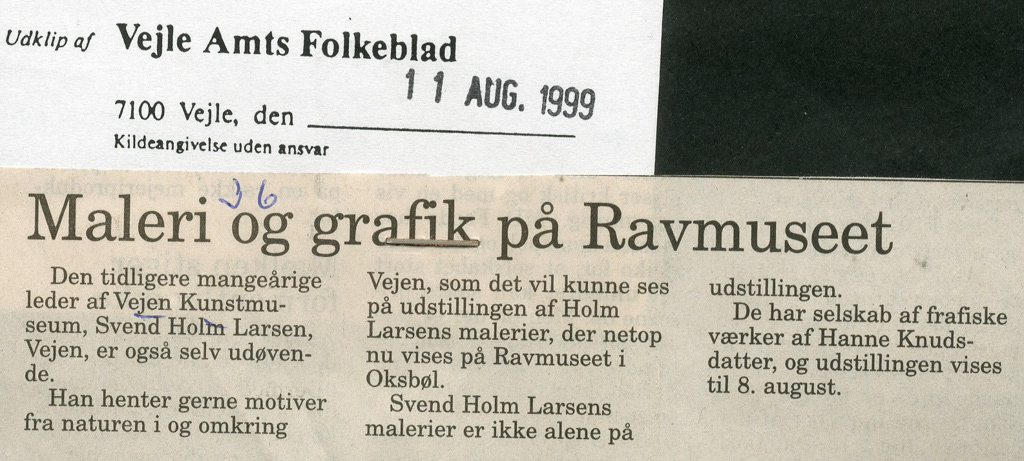 Udklip af Vejle Amts Folkeblad
11 AUG. 1999
7100 Vejle, den
Kildeangivelse uden ansvar
36
Maleri og grafik på Ravmuseet
Den tidligere mangeårige
leder af Vejen Kunstmu-
seum, Svend Holm Larsen,
Vejen, er også selv udøven-
de.
Han henter gerne motiver
fra naturen i og omkring
Vejen, som det vil kunne ses
på udstillingen af Holm
Larsens malerier, der netop
nu vises på Ravmuseet i
Oksbøl.
Svend Holm Larsens
malerier er ikke alene på
udstillingen.
De har selskab af frafiske
værker af Hanne Knuds-
datter, og udstillingen vises
til 8. august.